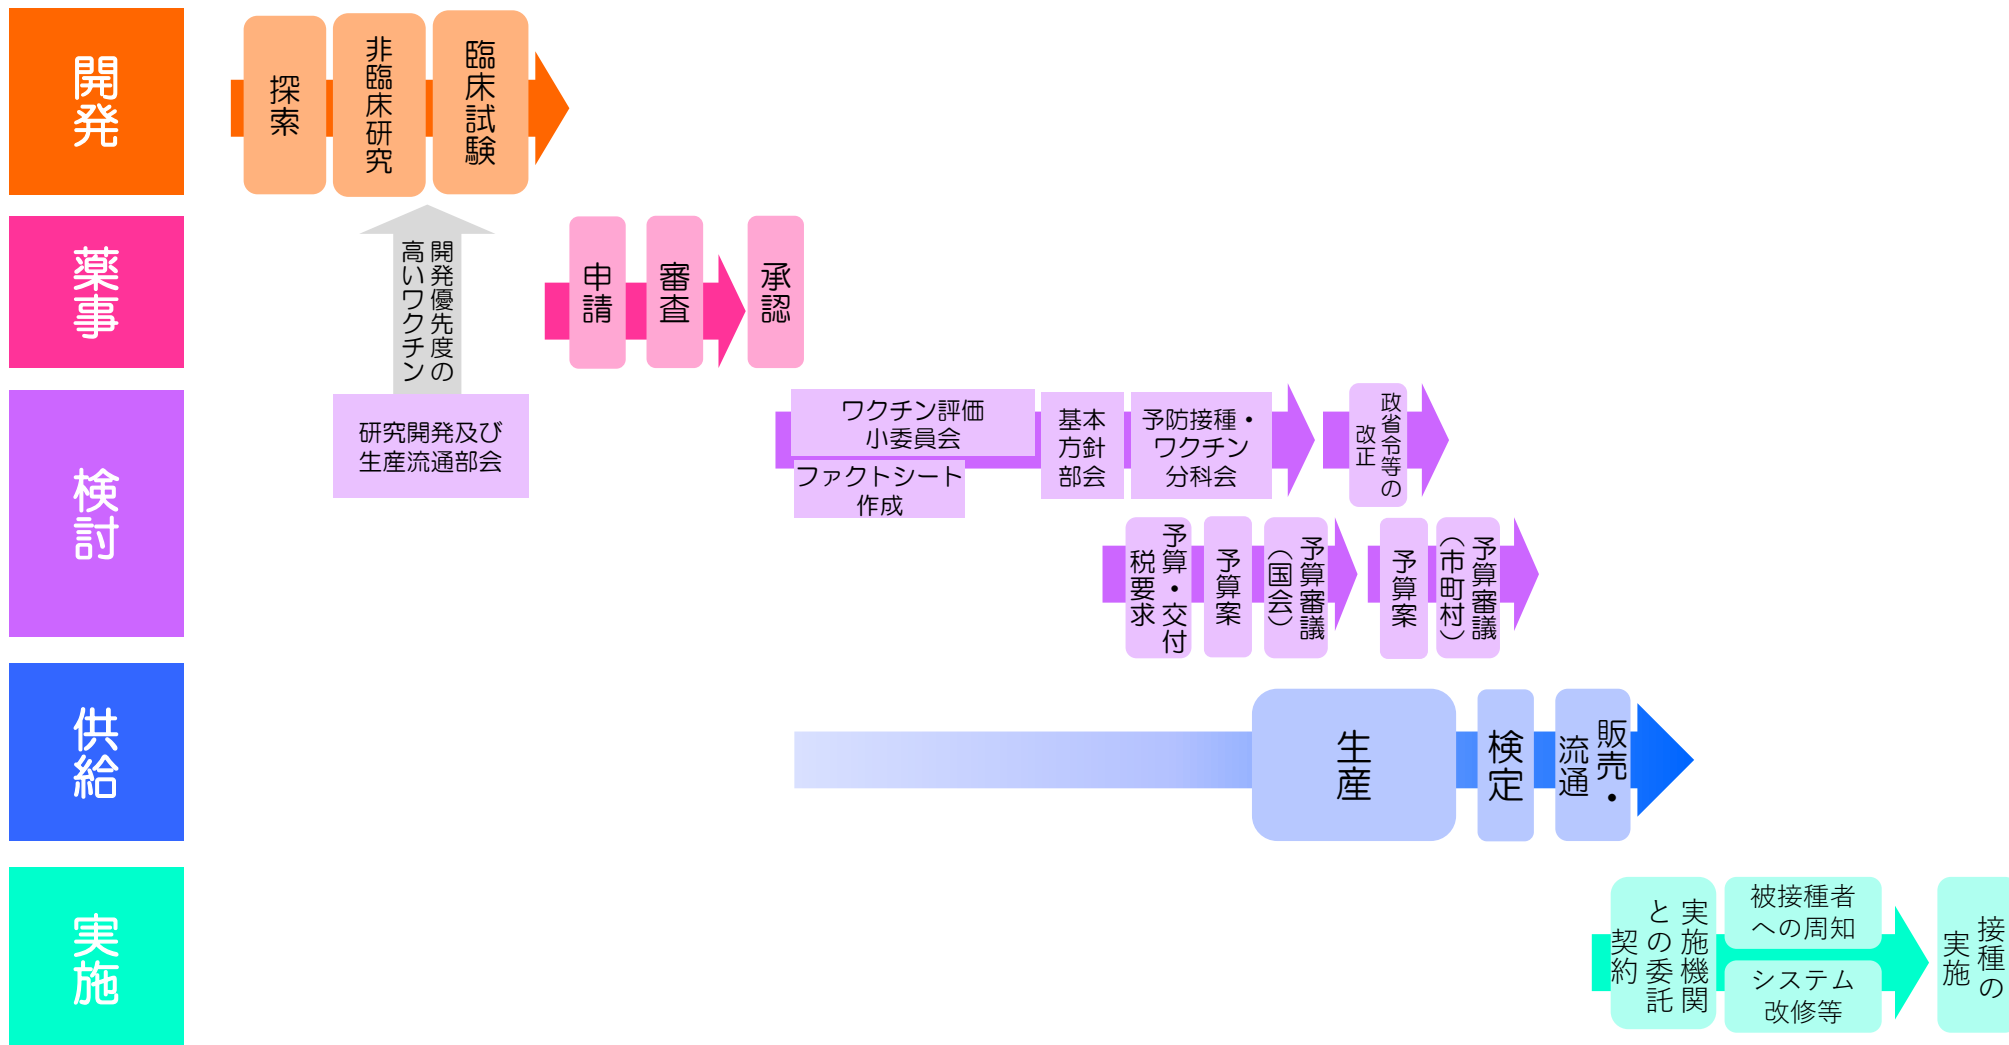 開発
探索
非臨床研究
臨床試験
薬事
開発優先度の
高いワクチン
申請
審査
承認
検討
研究開発及び
生産流通部会
ワクチン評価
小委員会
ファクトシート
作成
基本
方針
部会
予防接種・
ワクチン
分科会
政省令等の
改正
予算・交付
税要求
予算案
予算審議
（国会）
予算案
予算審議
（市町村）
供給
生産
検定
販売・
流通
実施
実施機関
との委託
契約
被接種者
への周知
システム
改修等
接種の
実施